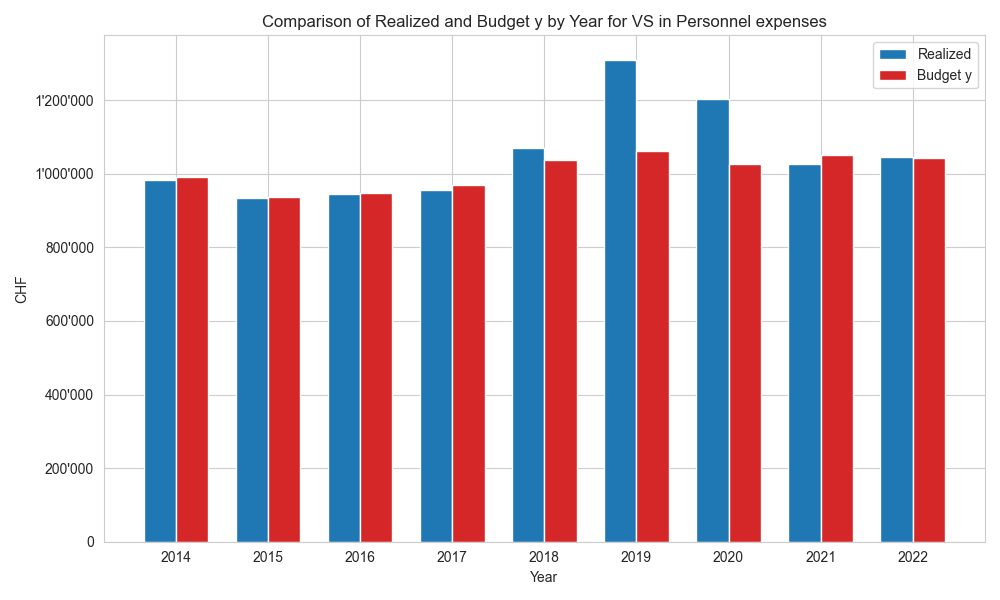 Comparison of Realized and Budget y by Year for VS in Personnel expenses
Realized
Budget y
1'200'000
1'000'000
800'000
600'000
400'000
200'000
0
CHF
2014 2015 2016 2017 2018 2019 2020 2021 2022
Year